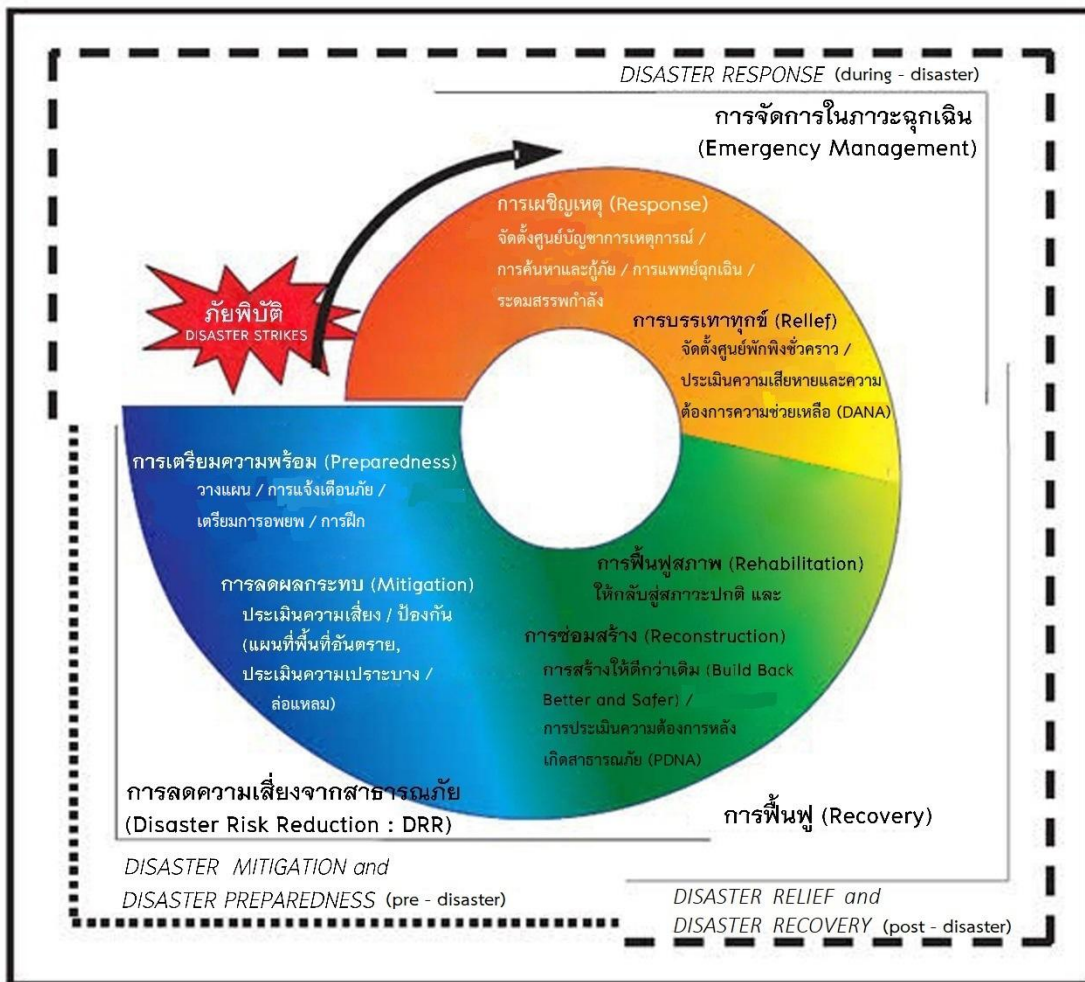 DISASTER RESPONSE (during - disaster)
การจัดการในภาวะฉุกเฉิน
(Emergency Management)
การเผชิญเหตุ (Response)
จัดตั้งศูนย์บัญชาการเหตุการณ์ /
การค้นหาและกู้ภัย / การแพทย์ฉุกเฉิน /
ระดมสรรพกำลัง
ภัยพิบัติ
DISASTER STRIKES
การบรรเทาทุกข์ (Rellef)
จัดตั้งศูนย์พักพิงชั่วคราว /
ประเมินความเสียหายและความ
ต้องการความช่วยเหลือ (DANA)
การเตรียมความพร้อม (Preparedness)
วางแผน / การแจ้งเตือนภัย /
เตรียมการอพยพ / การฝึก
การลดผลกระทบ (Mitigation)
ประเมินความเสี่ยง / ป้องกัน
(แผนที่พื้นที่อันตราย,
ประเมินความเปราะบาง /
ล่อแหลม)
การฟื้นฟูสภาพ (Rehabilitation)
ให้กลับสู่สภาวะปกติ และ
การซ่อมสร้าง (Reconstruction)
การสร้างให้ดีกว่าเดิม (Build Back
Better and Safer) /
การประเมินความต้องการหลัง
เกิดสาธารณภัย (PDNA)
การลดความเสี่ยงจากสาธารณภัย
(Disaster Risk Reduction : DRR)
การฟื้นฟู (Recovery)
DISASTER MITIGATION and
DISASTER PREPAREDNESS (pre - disaster)
DISASTER RELIEF and
DISASTER RECOVERY (post - disaster)